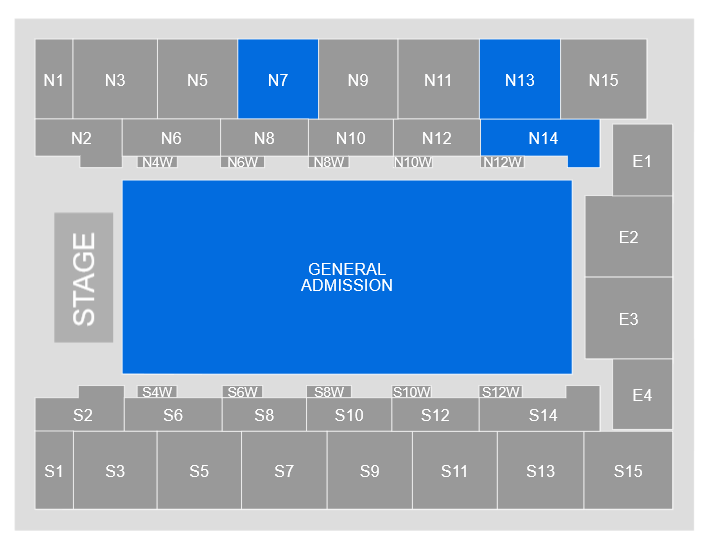 N1 N3 N5 N7 N9 N11 N13 N15
N2 N6 N8 N10 N12 N14
N4W N6W N8W N10W N12W
E1
E2
STAGE
GENERAL
ADMISSION
E3
E4
S4W S6W S8W S10W S12W
S2 S6 S8 S10 S12 S14
S1 S3 S5 S7 S9 S11 S13 S15